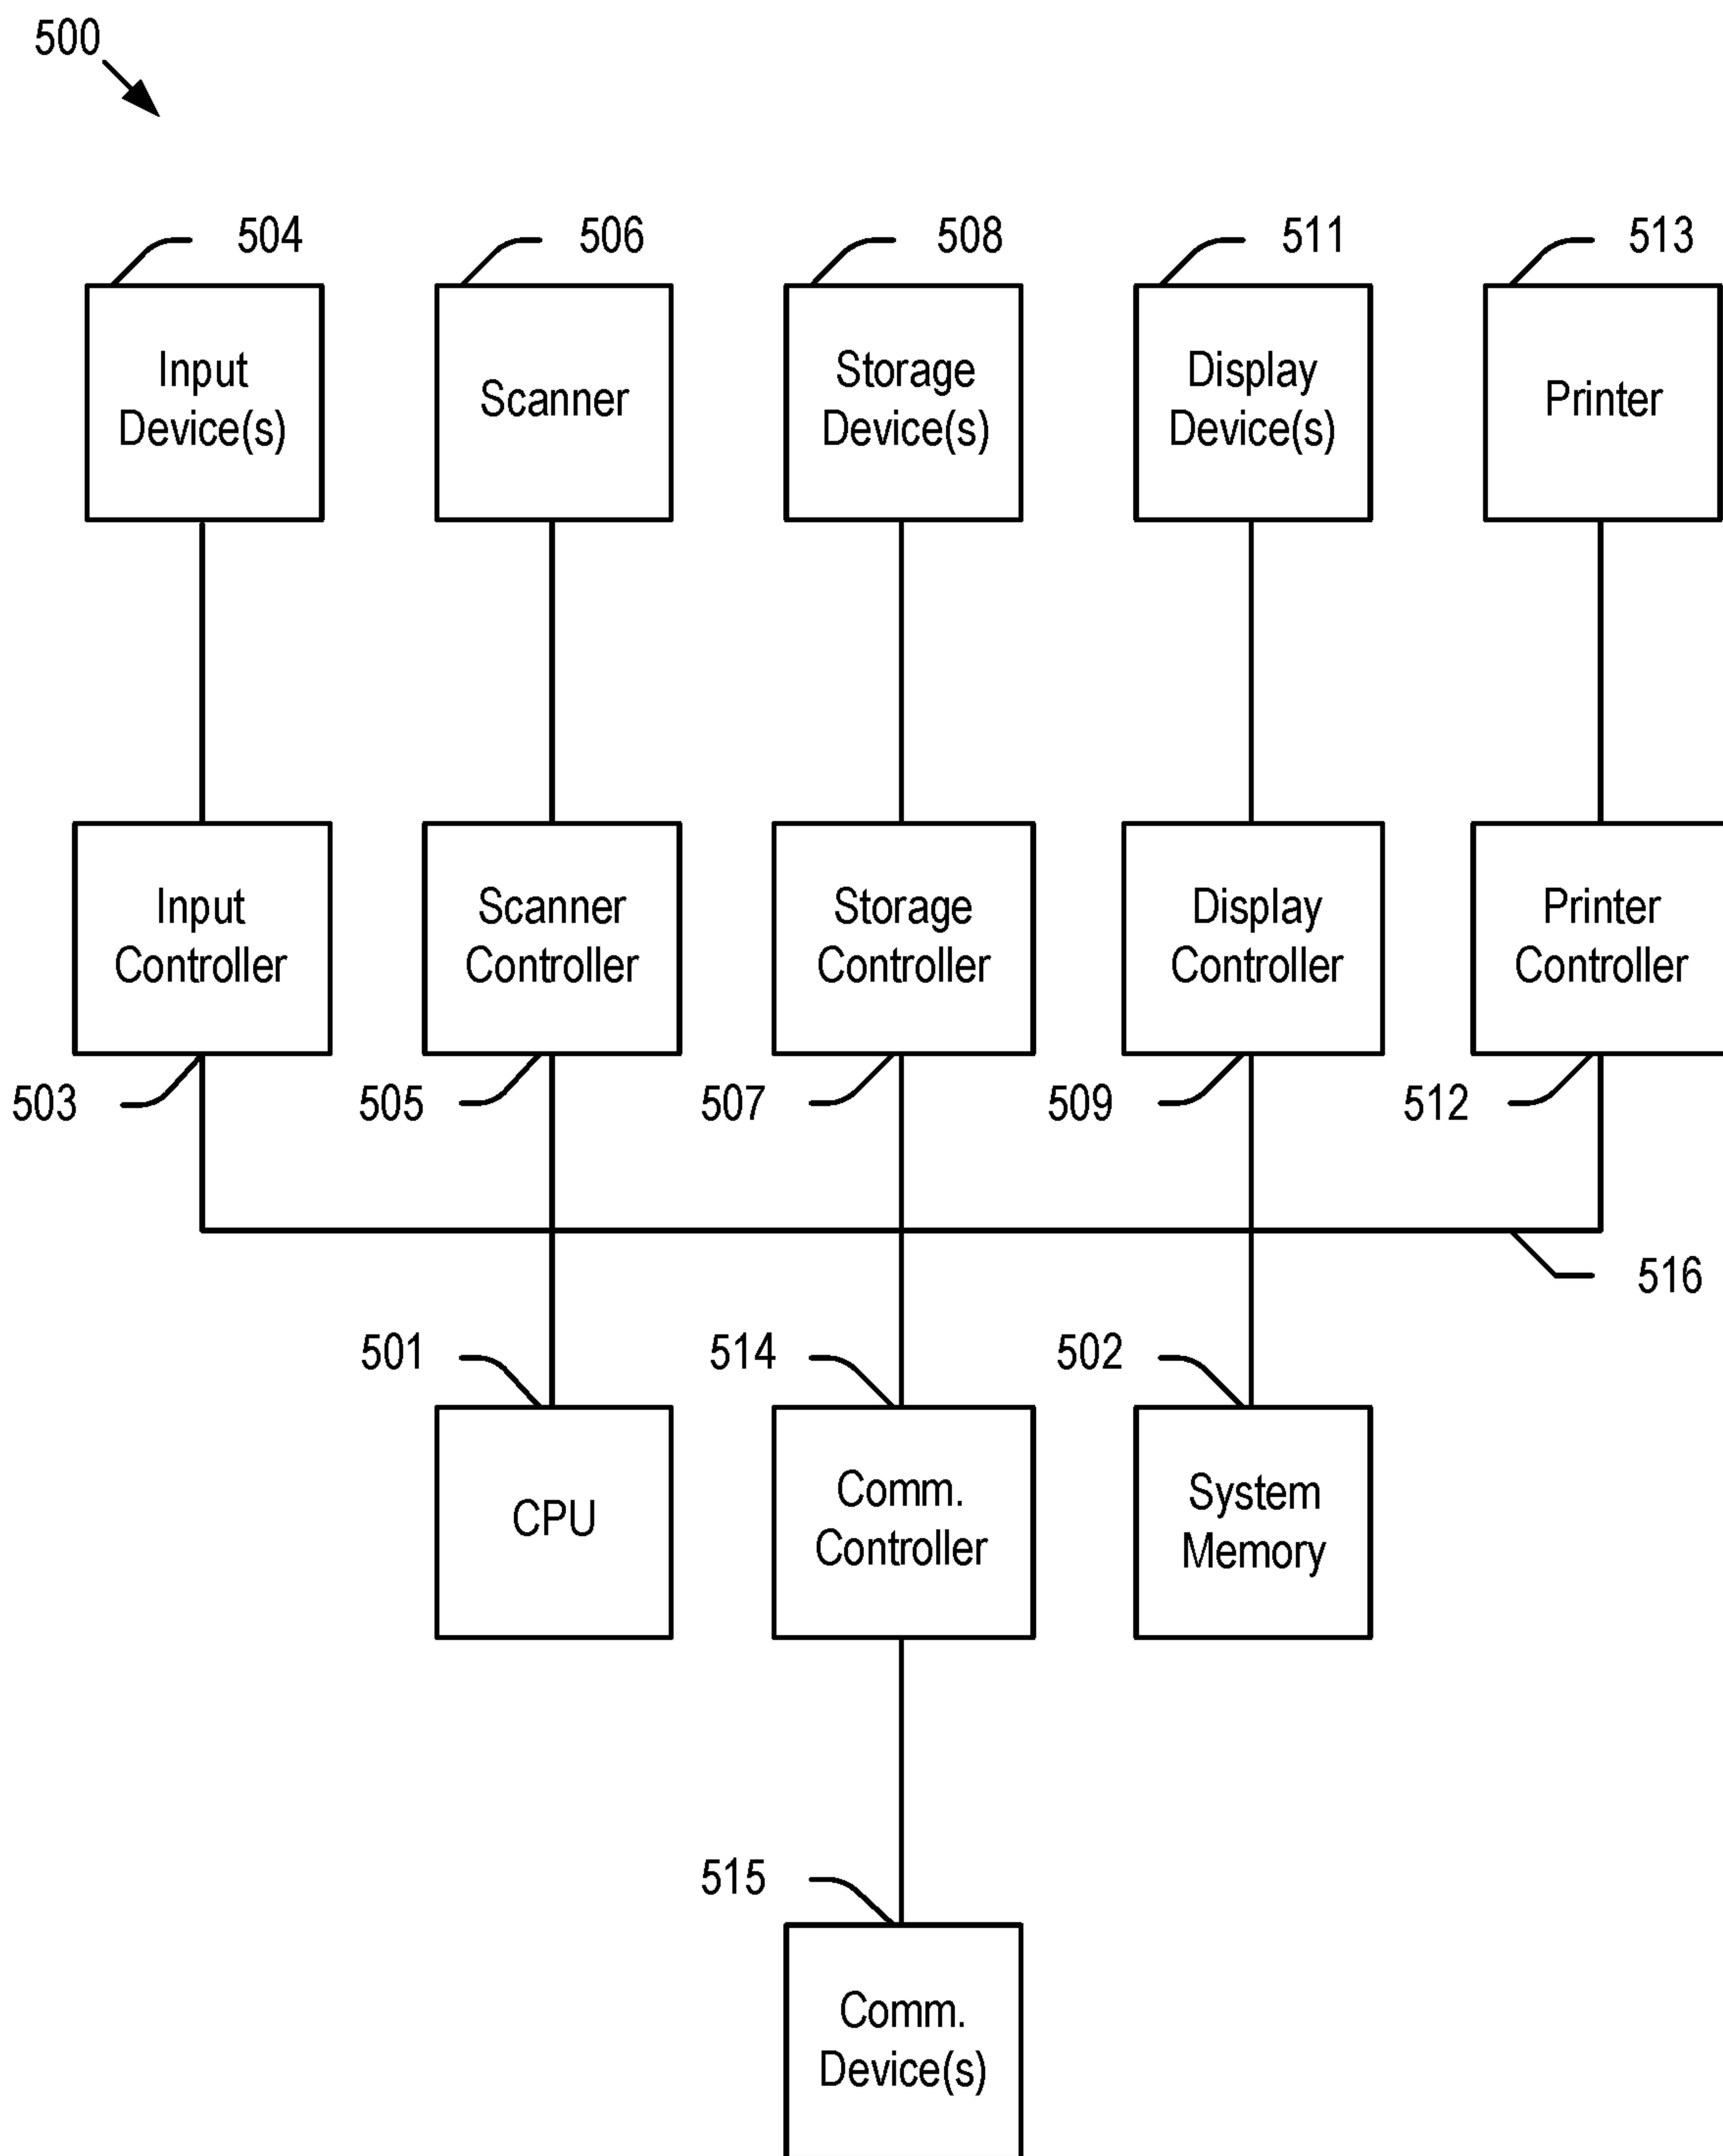 500
504
506
508
511
513
Input
Device(s)
Scanner
Storage
Device(s)
Display
Device(s)
Printer
Input
Controller
Scanner
Controller
Storage
Controller
Display
Controller
Printer
Controller
503
505
507
509
512
516
501
514
502
CPU
Comm.
Controller
System
Memory
515
Comm.
Device(s)